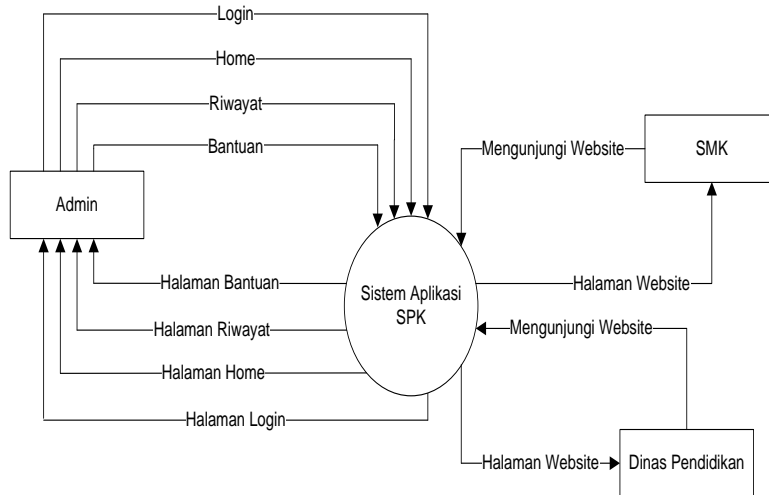 Login
Home
Riwayat
Bantuan
Mengunjungi Website
SMK
Admin
Halaman Bantuan
Sistem Aplikasi
SPK
Halaman Website
Halaman Riwayat
Mengunjungi Website
Halaman Home
Halaman Login
Halaman Website
Dinas Pendidikan